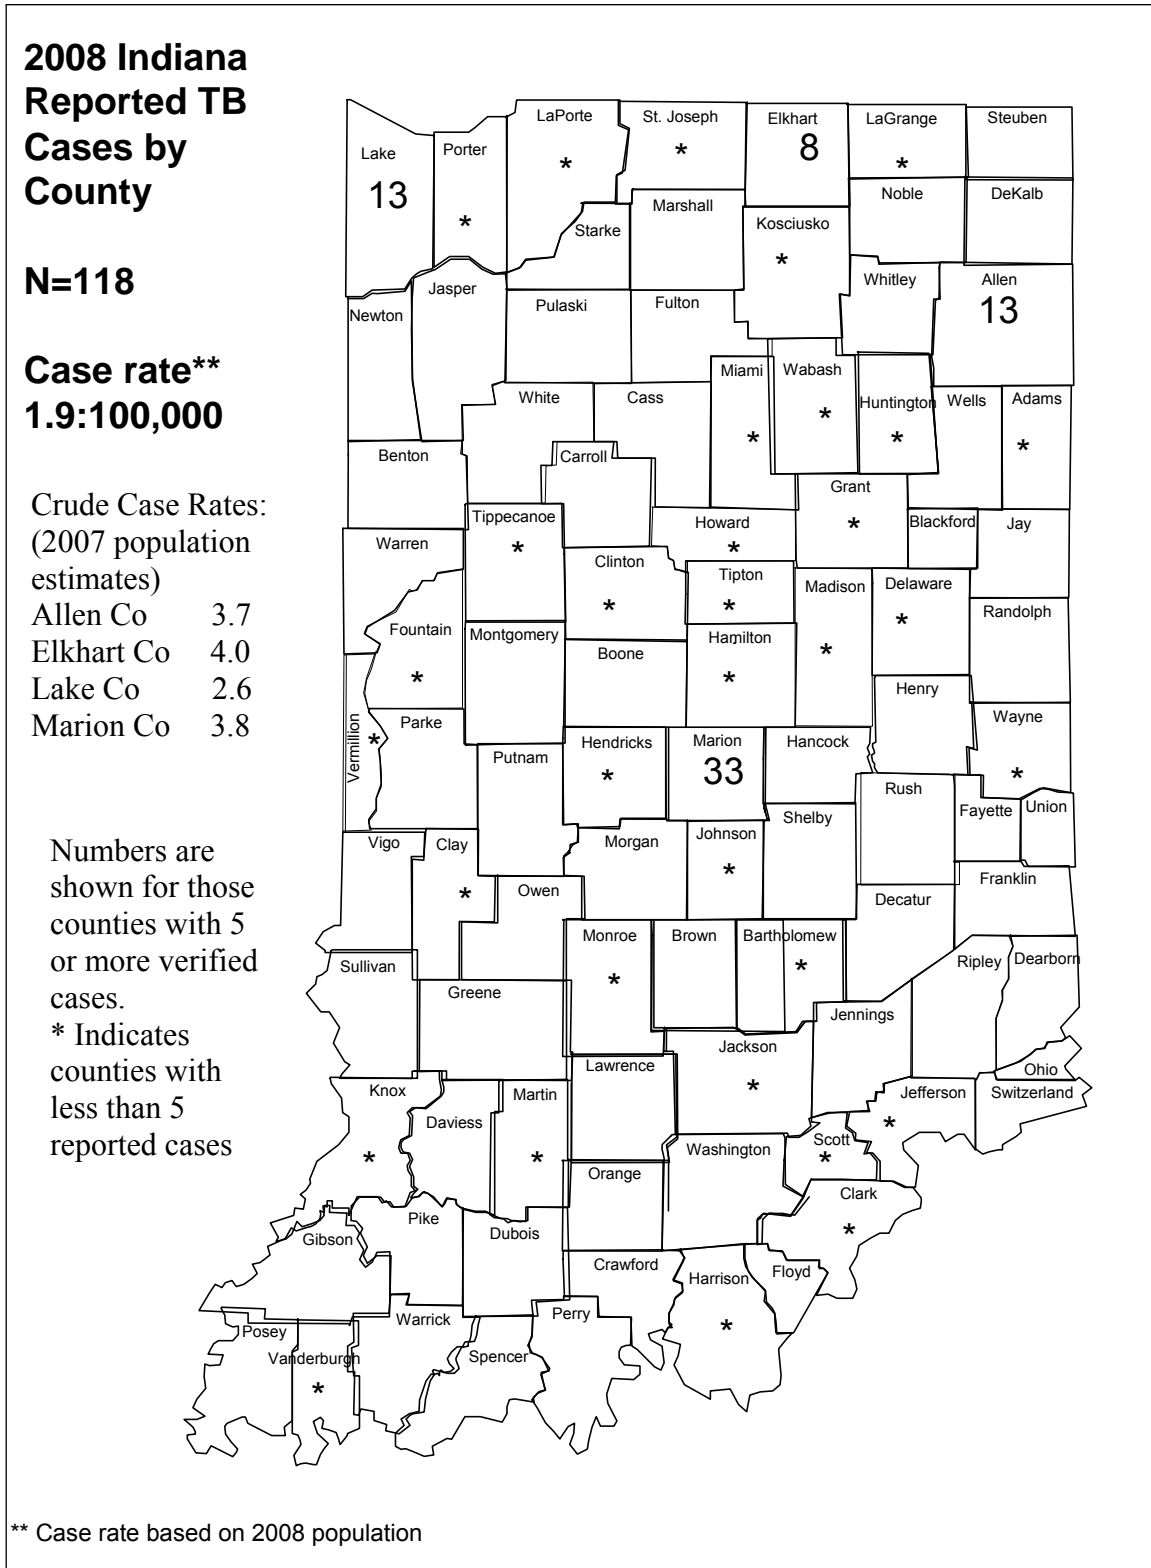 2008 Indiana
Reported TB
Cases by
County
N=118
Case rate**
1.9:100,000
Crude Case Rates:
(2007 population
estimates)
Allen Co 3.7
Elkhart Co 4.0
Lake Co 2.6
Marion Co 3.8
Numbers are
shown for those
counties with 5
or more verified
cases.
* Indicates
counties with
less than 5
reported cases
LaPorte
*
St. Joseph
*
Elkhart
8
LaGrange
*
Steuben
Lake
13
Porter
*
Starke
Marshall
Kosciusko
*
Noble
DeKalb
Newton
Jasper
Pulaski
Fulton
Whitley
Allen
13
White
Cass
Miami
*
Wabash
*
Huntington
*
Wells
Adams
*
Benton
Carroll
Grant
*
Tippecanoe
*
Howard
*
Blackford
Jay
Warren
Clinton
*
Tipton
*
Madison
*
Delaware
*
Randolph
Fountain
*
Montgomery
Boone
Hamilton
*
Henry
Wayne
*
Vermillion
*
Parke
Putnam
Hendricks
*
Marion
33
Hancock
Rush
Fayette
Union
Vigo
Clay
*
Morgan
Johnson
*
Shelby
Owen
Decatur
Franklin
Sullivan
Greene
Monroe
*
Brown
Bartholomew
*
Ripley
Dearborn
Jennings
Jackson
*
Lawrence
Ohio
Knox
*
Daviess
Martin
*
Jefferson
*
Switzerland
Washington
Scott
*
Orange
Clark
*
Gibson
Pike
Dubois
Crawford
Harrison
*
Floyd
Posey
Vanderburgh
*
Warrick
Spencer
Perry
** Case rate based on 2008 population